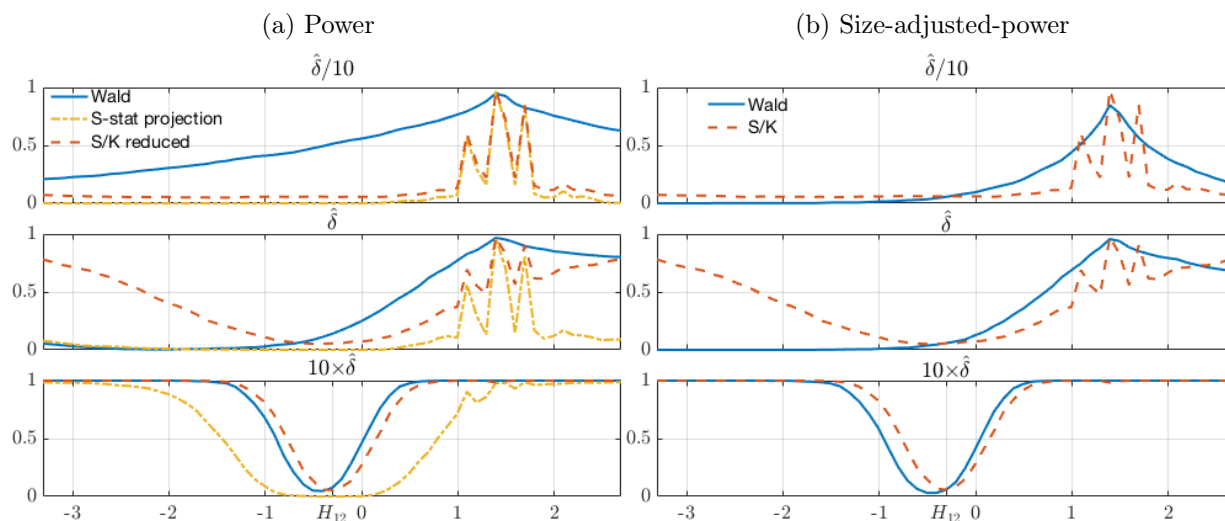 (a) Power
(b) Size-adjusted-power
δ̂/10
1
0.5
0
Wald
S-stat projection
S/K reduced
δ̂/10
1
0.5
0
Wald
S/K
δ̂
1
0.5
0
δ̂
1
0.5
0
10×δ̂
1
0.5
0
-3 -2 -1 H₁₂ 0 1 2
10×δ̂
1
0.5
0
-3 -2 -1 H₁₂ 0 1 2